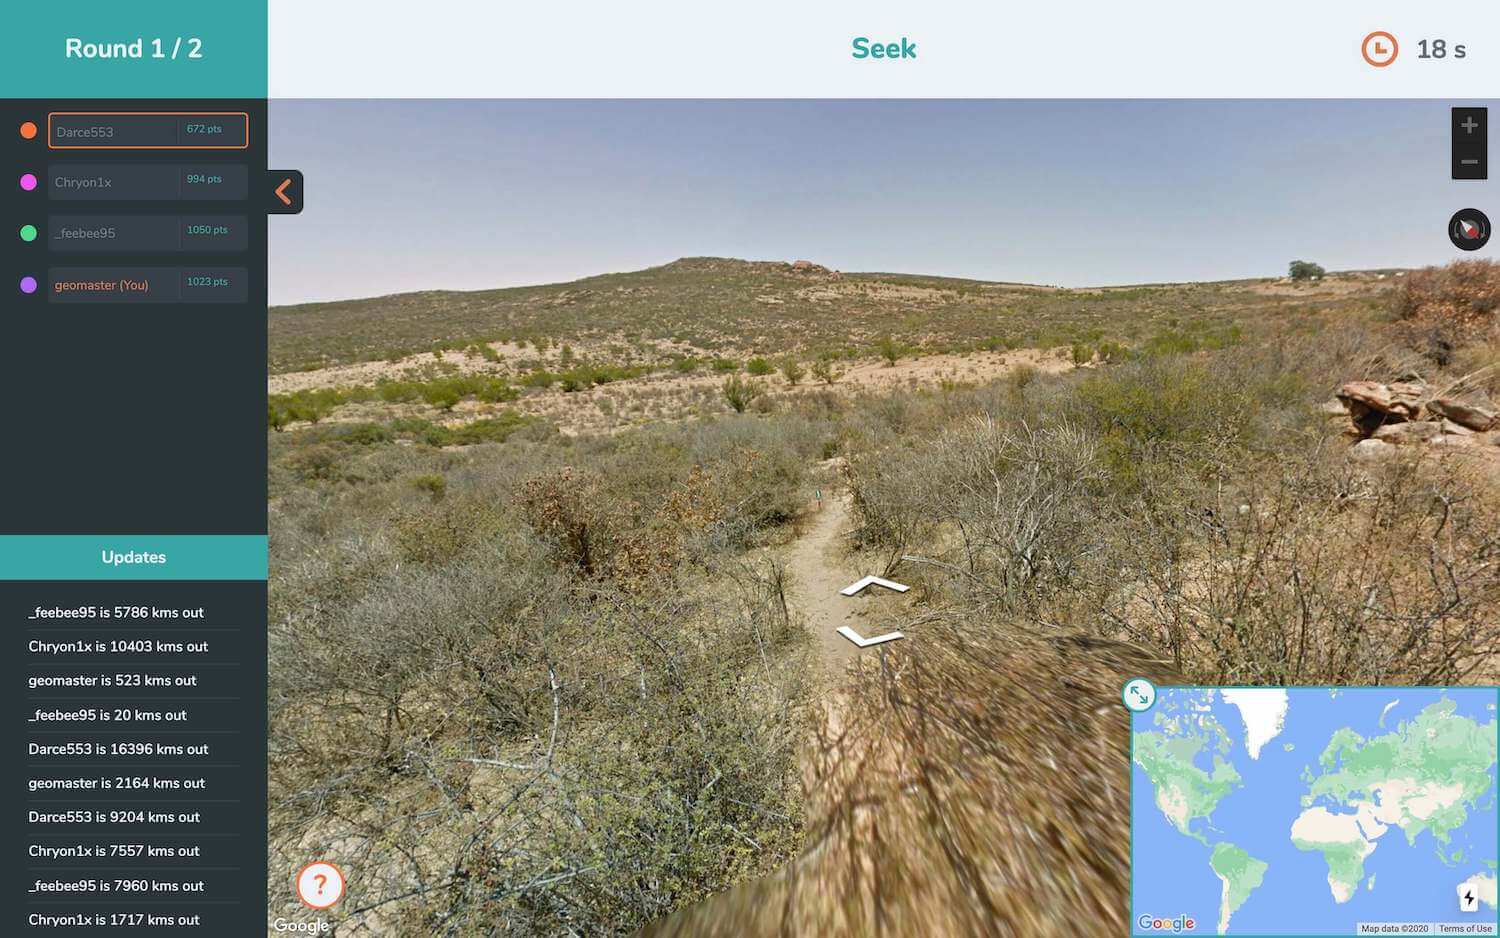 Round 1 / 2
Seek
18 s
Darce553 672 pts
Chryon1x 994 pts
_feebee95 1050 pts
geomaster (You) 1023 pts
Updates
_feebee95 is 5786 kms out
Chryon1x is 10403 kms out
geomaster is 523 kms out
_feebee95 is 20 kms out
Darce553 is 16396 kms out
geomaster is 2164 kms out
Darce553 is 9204 kms out
Chryon1x is 7557 kms out
_feebee95 is 7960 kms out
Chryon1x is 1717 kms out
?
Google
Google
Map data ©2020 Terms of Use